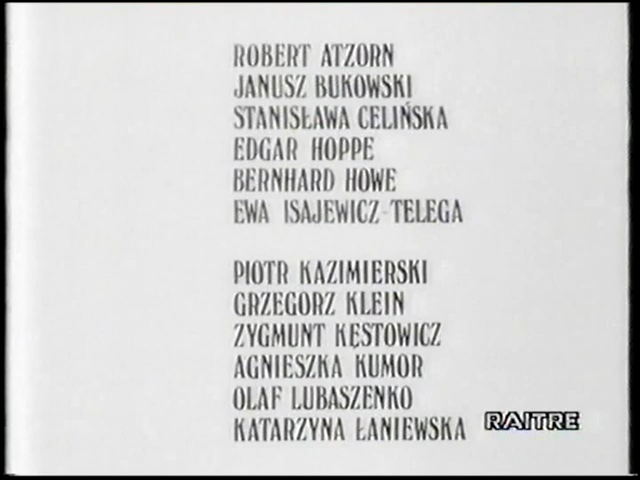 ROBERT ATZORN
JANUSZ BUKOWSKI
STANISŁAWA CELIŃSKA
EDGAR HOPPE
BERNHARD HOWE
EWA ISAJEWICZ-TELEGA
PIOTR KAZIMIERSKI
GRZEGORZ KLEIN
ZYGMUNT KĘSTOWICZ
AGNIESZKA KUMOR
OLAF LUBASZENKO
KATARZYNA ŁANIEWSKA
RAITRE